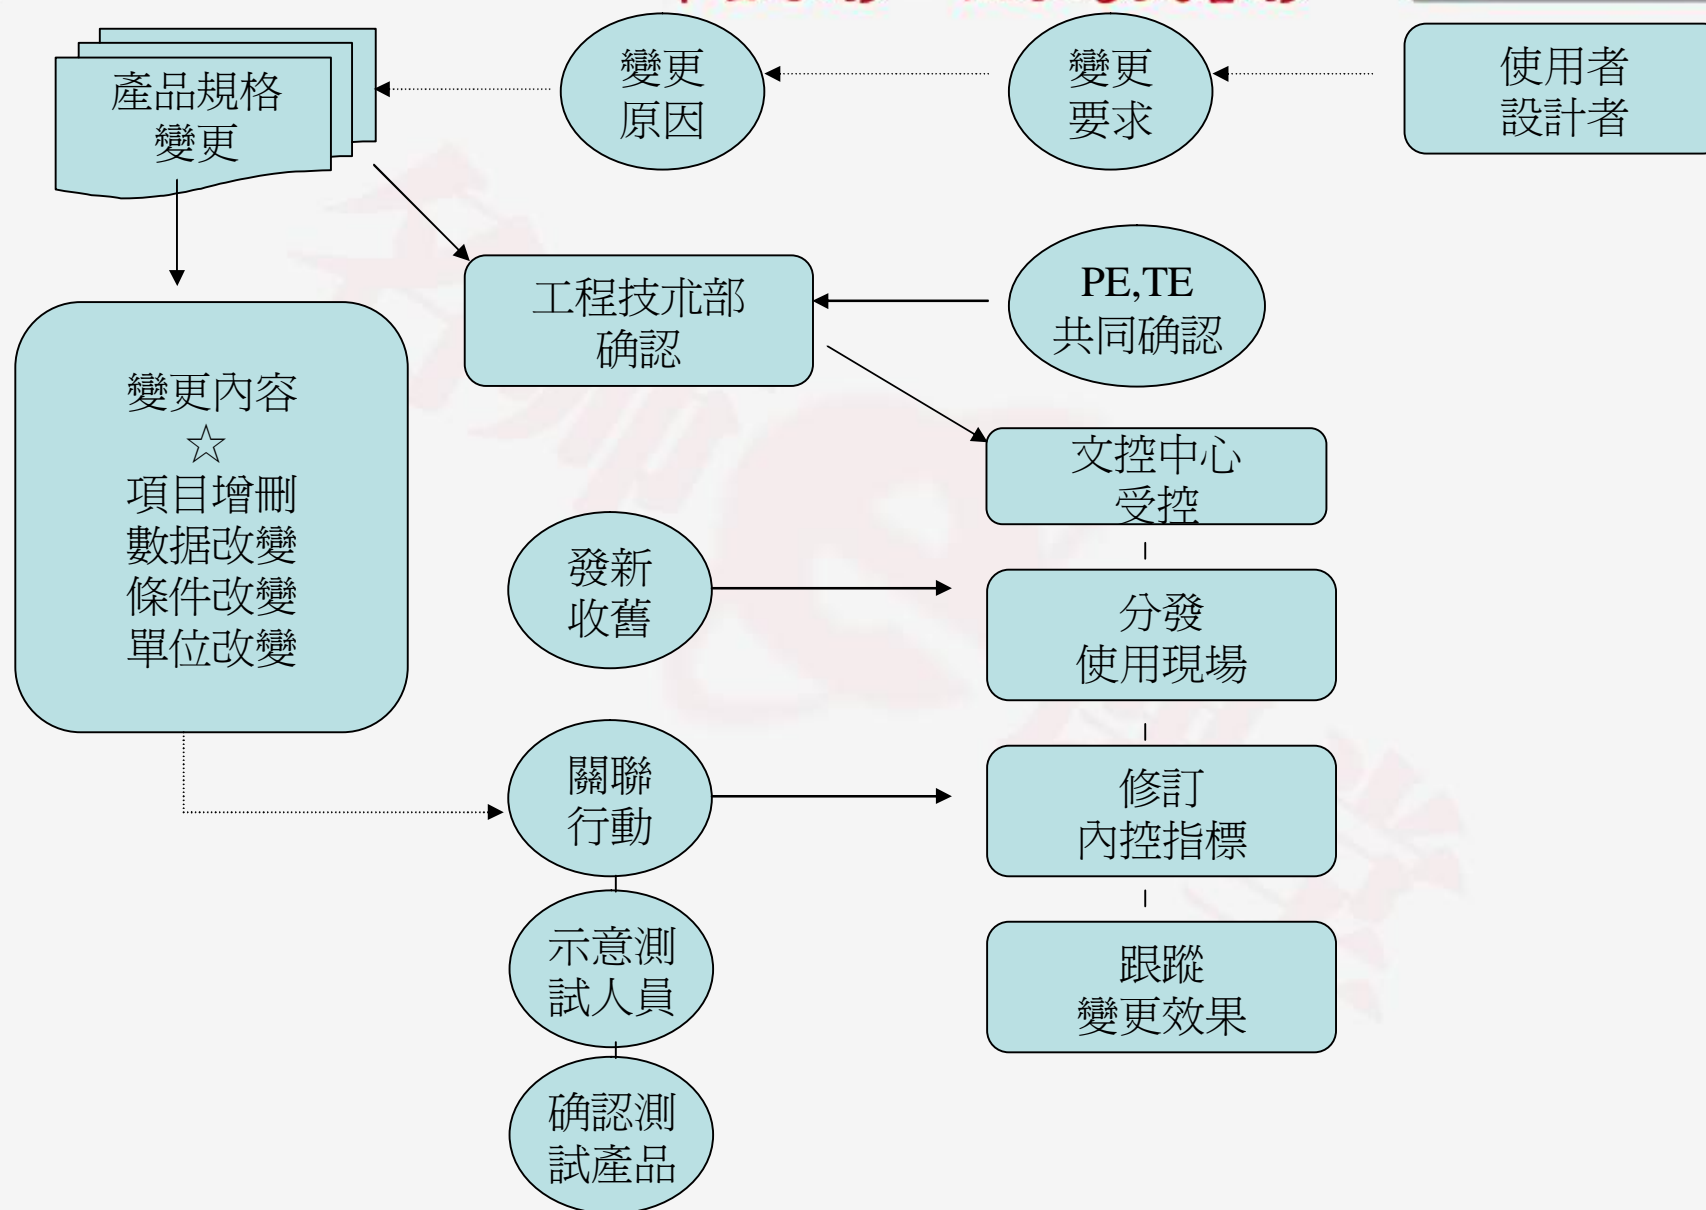 產品規格
變更
變更
原因
變更
要求
使用者
設計者
工程技朮部
确認
PE,TE
共同确認
變更內容
☆
項目增刪
數据改變
條件改變
單位改變
文控中心
受控
發新
收舊
分發
使用現場
關聯
行動
修訂
內控指標
示意測
試人員
跟蹤
變更效果
确認測
試產品